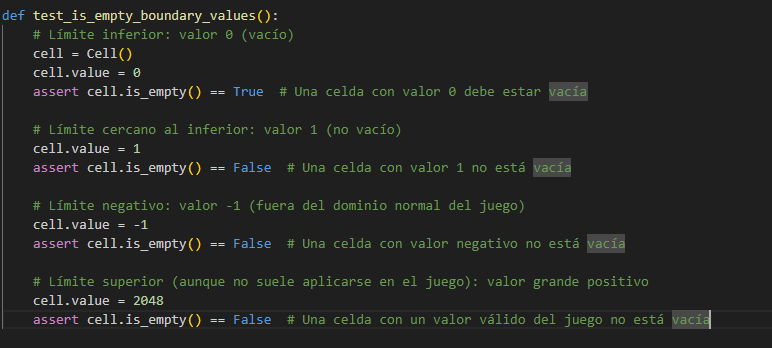 def test_is_empty_boundary_values():
    # Límite inferior: valor 0 (vacío)
    cell = Cell()
    cell.value = 0
    assert cell.is_empty() == True  # Una celda con valor 0 debe estar vacía
    # Límite cercano al inferior: valor 1 (no vacío)
    cell.value = 1
    assert cell.is_empty() == False  # Una celda con valor 1 no está vacía
    # Límite negativo: valor -1 (fuera del dominio normal del juego)
    cell.value = -1
    assert cell.is_empty() == False  # Una celda con valor negativo no está vacía
    # Límite superior (aunque no suele aplicarse en el juego): valor grande positivo
    cell.value = 2048
    assert cell.is_empty() == False  # Una celda con un valor válido del juego no está vacía